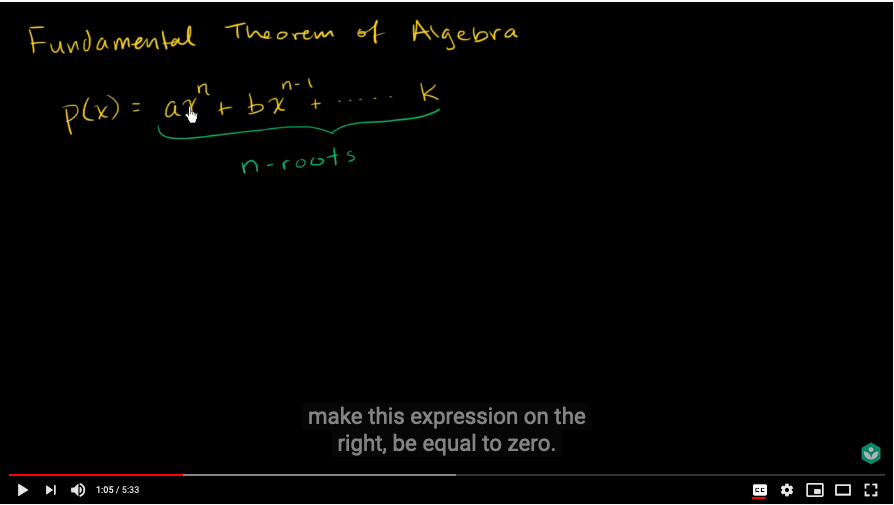 Fundamental Theorem of Algebra
p(x) = ax^n + bx^(n-1) + ...... k
n-roots
make this expression on the
right, be equal to zero.
1:05 / 5:33
CC